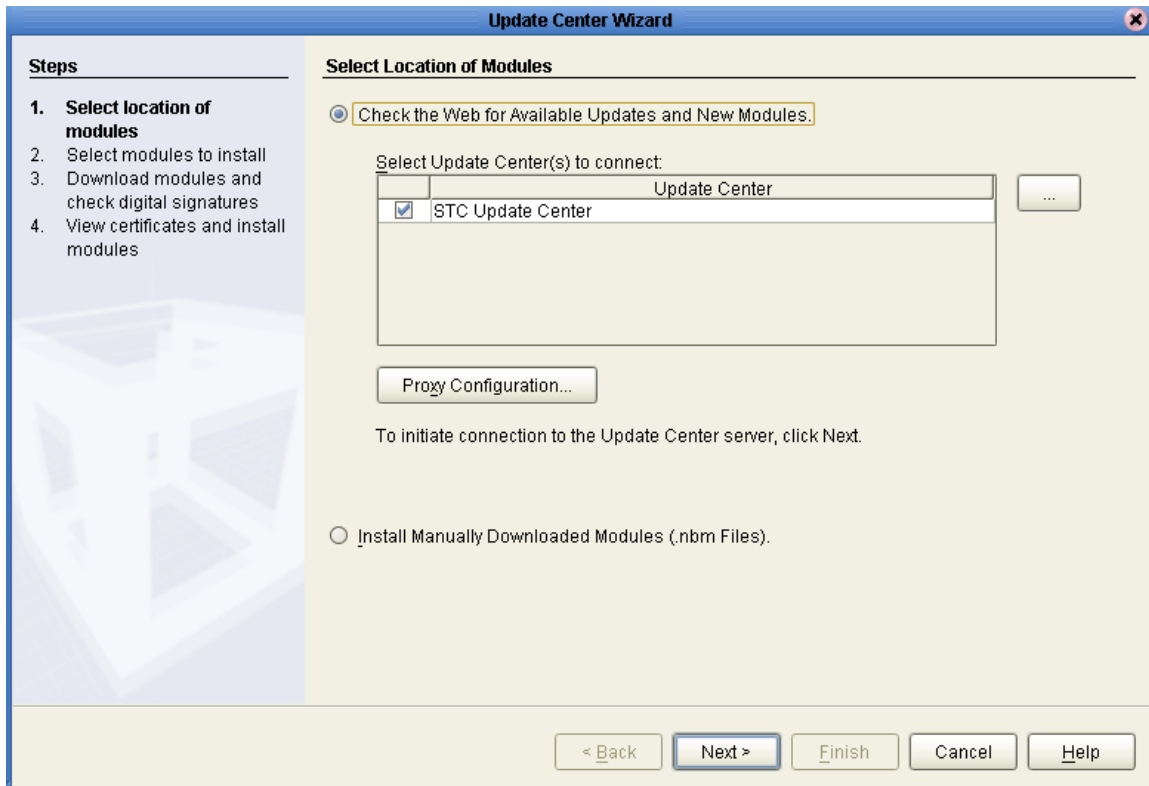 Update Center Wizard
Steps
1. Select location of
modules
2. Select modules to install
3. Download modules and
check digital signatures
4. View certificates and install
modules
Select Location of Modules
Check the Web for Available Updates and New Modules.
Select Update Center(s) to connect:
Update Center
STC Update Center
...
Proxy Configuration...
To initiate connection to the Update Center server, click Next.
Install Manually Downloaded Modules (.nbm Files).
< Back
Next >
Finish
Cancel
Help